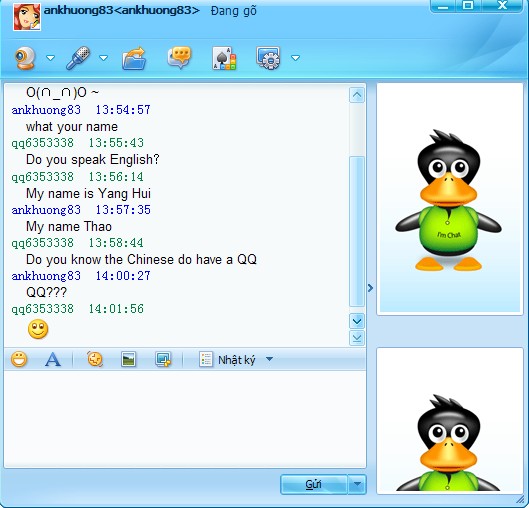 ankhuong83<ankhuong83> Đang gõ
O(∩_∩)O ~
ankhuong83 13:54:57
what your name
qq6353338 13:55:43
Do you speak English?
qq6353338 13:56:14
My name is Yang Hui
ankhuong83 13:57:35
My name Thao
qq6353338 13:58:44
Do you know the Chinese do have a QQ
ankhuong83 14:00:27
QQ???
qq6353338 14:01:56
I'm Chat
A Nhật ký
Gửi